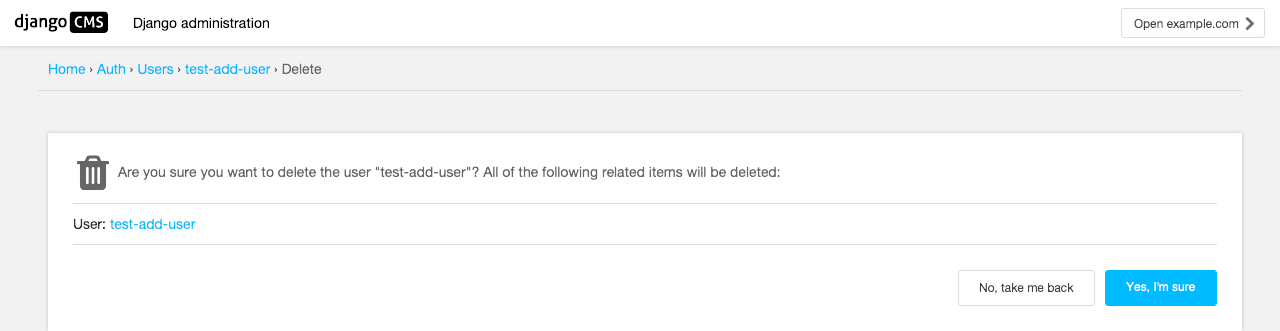 django CMS Django administration Open example.com
Home › Auth › Users › test-add-user › Delete
Are you sure you want to delete the user "test-add-user"? All of the following related items will be deleted:
User: test-add-user
No, take me back Yes, I'm sure